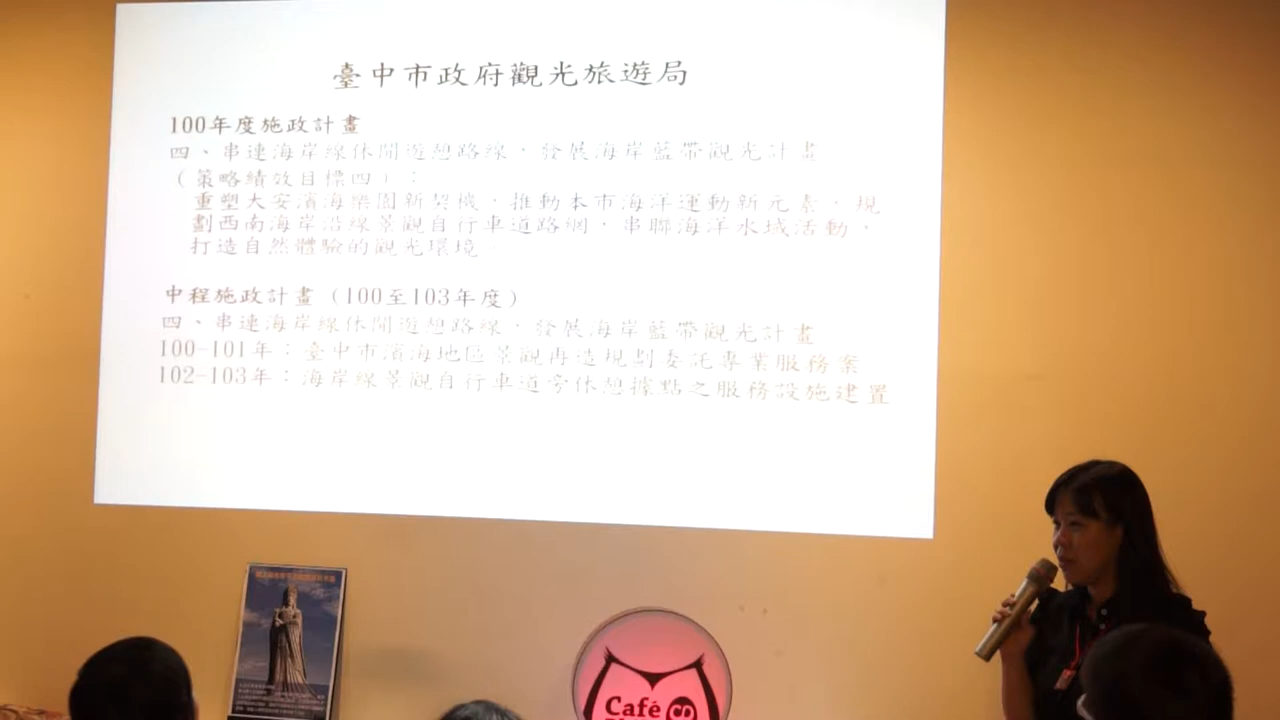 臺中市政府觀光旅遊局
100年度施政計畫
四、串連海岸線休閒遊憩路線，發展海岸藍帶觀光計畫
（策略績效目標四）：
重塑大安濱海樂園新契機，推動本市海洋運動新元素，規
劃西南海岸沿線景觀自行車道路網，串聯海洋水域活動，
打造自然體驗的觀光環境。
中程施政計畫（100至103年度）
四、串連海岸線休閒遊憩路線，發展海岸藍帶觀光計畫
100-101年：臺中市濱海地區景觀再造規劃委託專業服務案
102-103年：海岸線景觀自行車道旁休憩據點之服務設施建置
Café